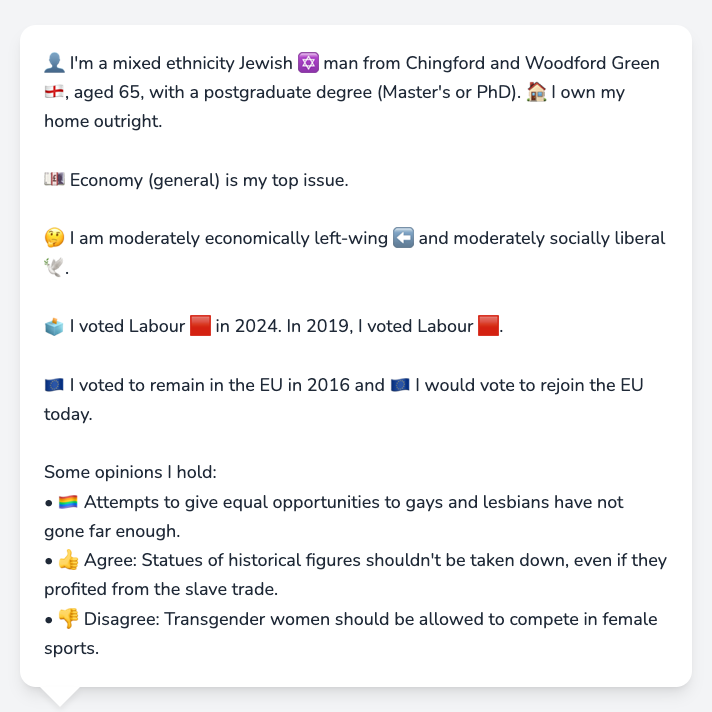 👤 I'm a mixed ethnicity Jewish ✡️ man from Chingford and Woodford Green
🏴󠁧󠁢󠁥󠁮󠁧󠁿, aged 65, with a postgraduate degree (Master's or PhD). 🏠 I own my
home outright.
💷 Economy (general) is my top issue.
🤔 I am moderately economically left-wing ⬅️ and moderately socially liberal
🕊️.
🗳️ I voted Labour 🟥 in 2024. In 2019, I voted Labour 🟥.
🇪🇺 I voted to remain in the EU in 2016 and 🇪🇺 I would vote to rejoin the EU
today.
Some opinions I hold:
• 🏳️‍🌈 Attempts to give equal opportunities to gays and lesbians have not
gone far enough.
• 👍 Agree: Statues of historical figures shouldn't be taken down, even if they
profited from the slave trade.
• 👎 Disagree: Transgender women should be allowed to compete in female
sports.